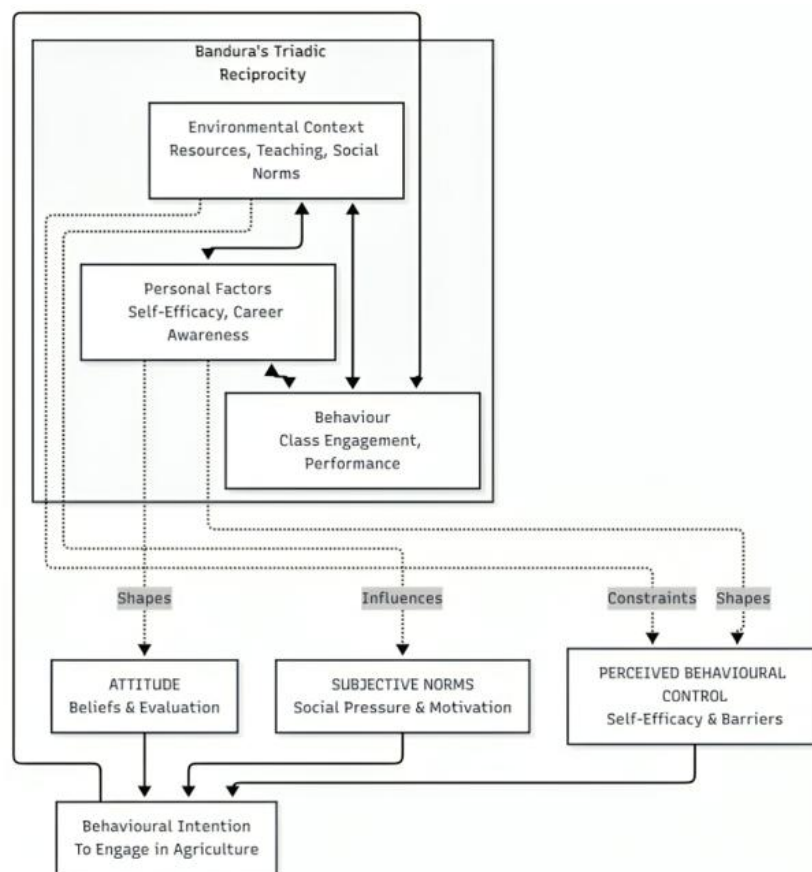 Bandura's Triadic
Reciprocity
Environmental Context
Resources, Teaching, Social
Norms
Personal Factors
Self-Efficacy, Career
Awareness
Behaviour
Class Engagement,
Performance
Shapes
Influences
Constraints
Shapes
ATTITUDE
Beliefs & Evaluation
SUBJECTIVE NORMS
Social Pressure & Motivation
PERCEIVED BEHAVIOURAL
CONTROL
Self-Efficacy & Barriers
Behavioural Intention
To Engage in Agriculture